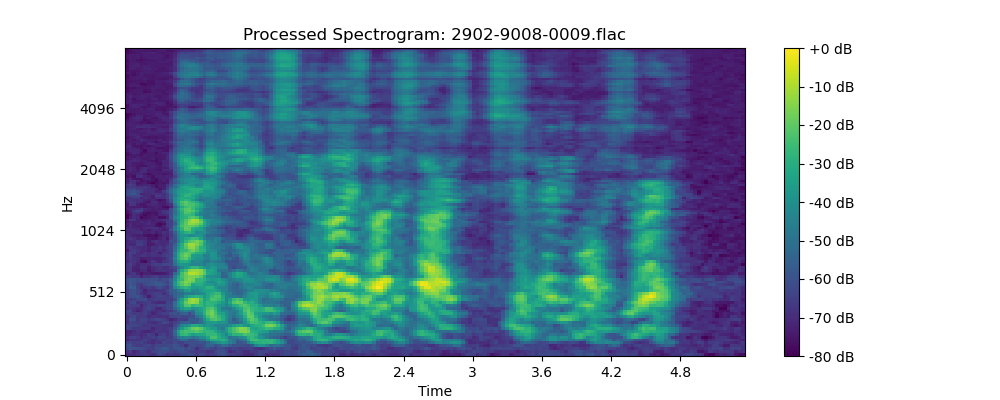 Processed Spectrogram: 2902-9008-0009.flac
+0 dB
4096
-10 dB
-20 dB
2048
-30 dB
Hz
-40 dB
1024
-50 dB
512
-60 dB
-70 dB
0
-80 dB
0 0.6 1.2 1.8 2.4 3 3.6 4.2 4.8
Time